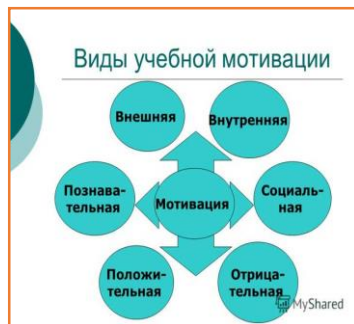 Виды учебной мотивации
Внешняя
Внутренняя
Познава-
тельная
Мотивация
Социаль-
ная
Положи-
тельная
Отрица-
тельная
MyShared